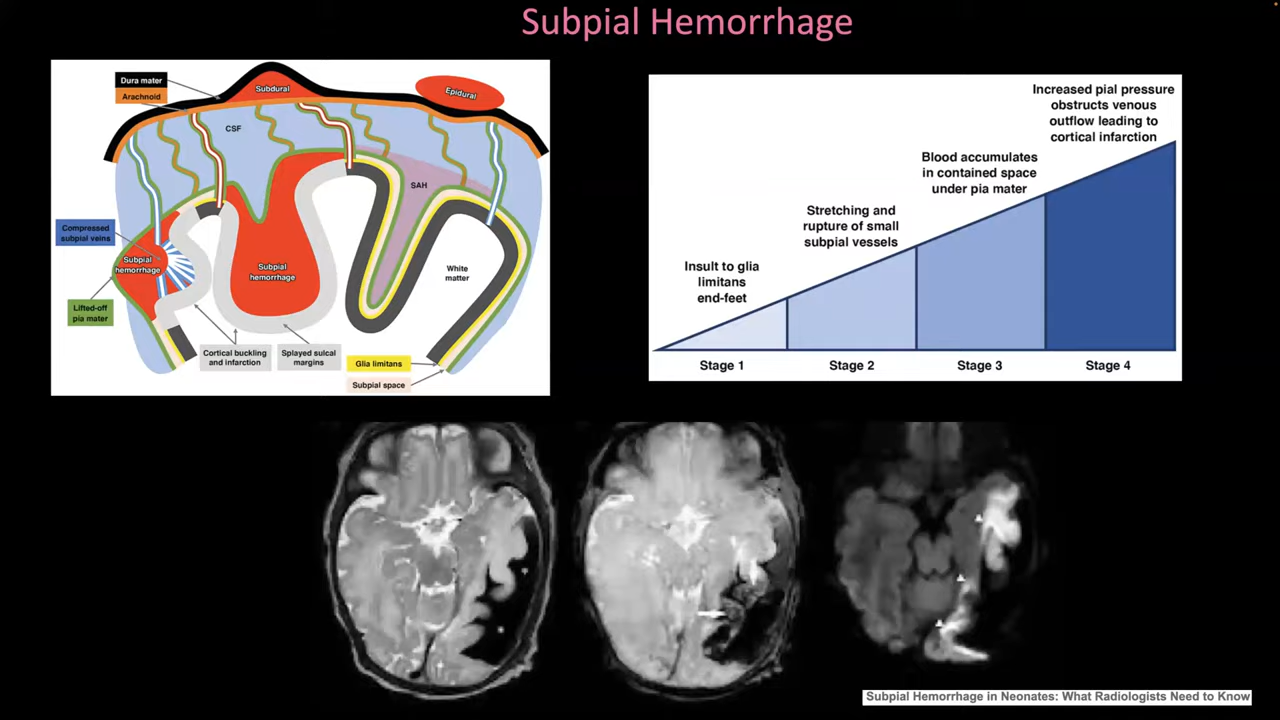 Subpial Hemorrhage
Dura mater
Arachnoid
Subdural
Epidural
CSF
SAH
Compressed
subpial veins
Subpial
hemorrhage
Subpial
hemorrhage
White
matter
Lifted-off
pia mater
Cortical buckling
and infarction
Splayed sulcal
margins
Glia limitans
Subpial space
Increased pial pressure
obstructs venous
outflow leading to
cortical infarction
Blood accumulates
in contained space
under pia mater
Stretching and
rupture of small
subpial vessels
Insult to glia
limitans
end-feet
Stage 1
Stage 2
Stage 3
Stage 4
Subpial Hemorrhage in Neonates: What Radiologists Need to Know